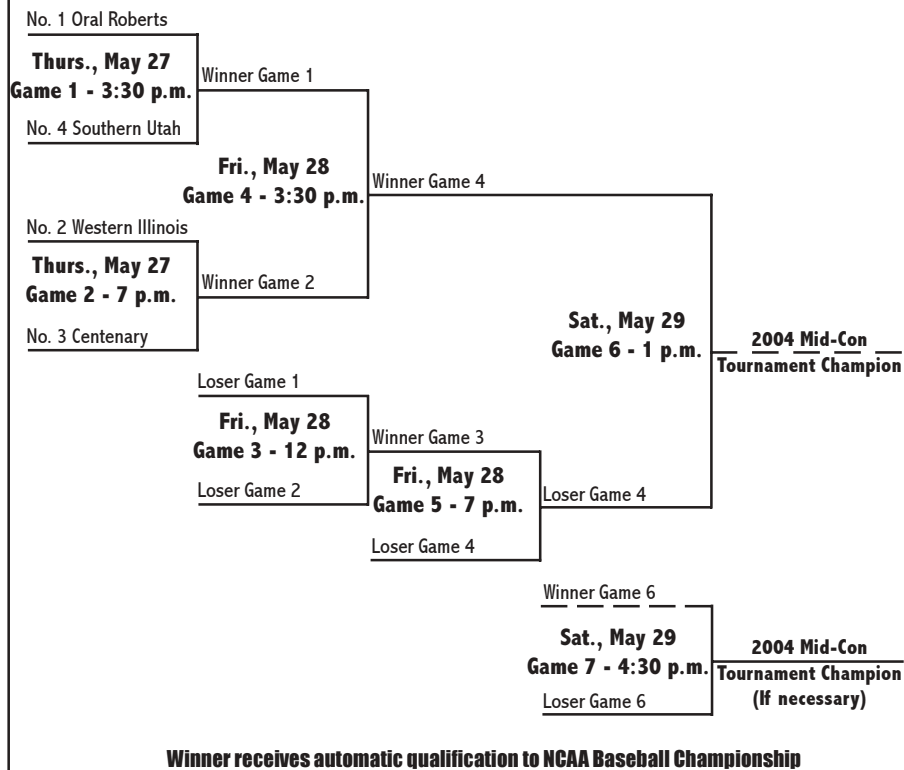 No. 1 Oral Roberts
Thurs., May 27
Game 1 - 3:30 p.m.
No. 4 Southern Utah
Winner Game 1
Fri., May 28
Game 4 - 3:30 p.m.
Winner Game 4
No. 2 Western Illinois
Thurs., May 27
Game 2 - 7 p.m.
No. 3 Centenary
Winner Game 2
Sat., May 29
Game 6 - 1 p.m.
2004 Mid-Con
Tournament Champion
Loser Game 1
Fri., May 28
Game 3 - 12 p.m.
Loser Game 2
Winner Game 3
Fri., May 28
Game 5 - 7 p.m.
Loser Game 4
Loser Game 4
Winner Game 6
Sat., May 29
Game 7 - 4:30 p.m.
Loser Game 6
2004 Mid-Con
Tournament Champion
(If necessary)
Winner receives automatic qualification to NCAA Baseball Championship